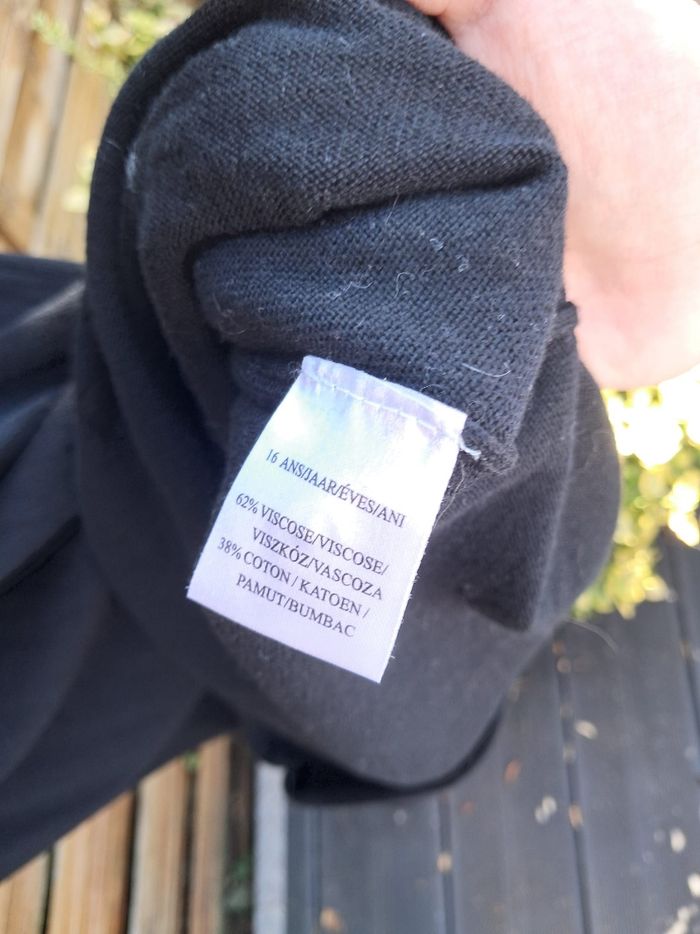 16 ANS/JAAR/ÉVES/ANI
62% VISCOSE/VISCOSE/
VISZKÓZ/VASCOZA
38% COTON / KATOEN /
PAMUT/BUMBAC